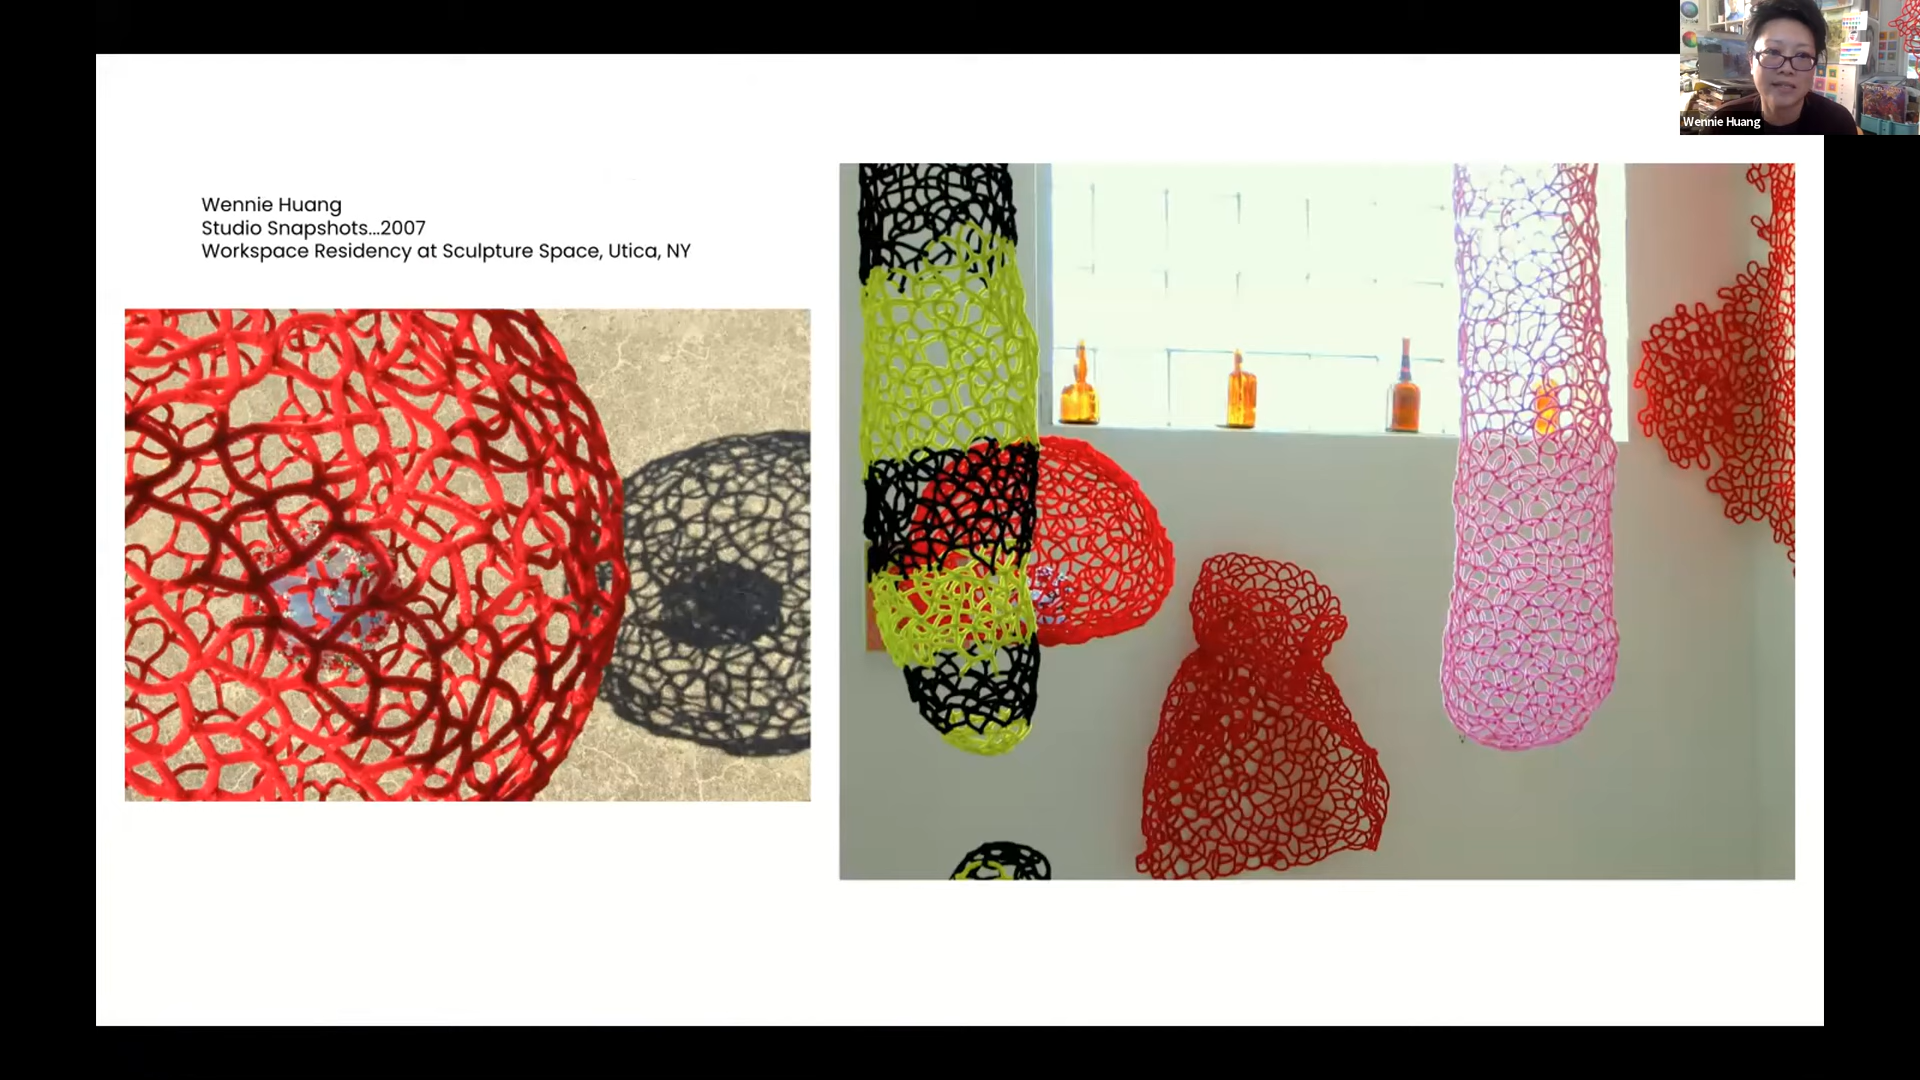 Wennie Huang
Studio Snapshots...2007
Workspace Residency at Sculpture Space, Utica, NY
Wennie Huang